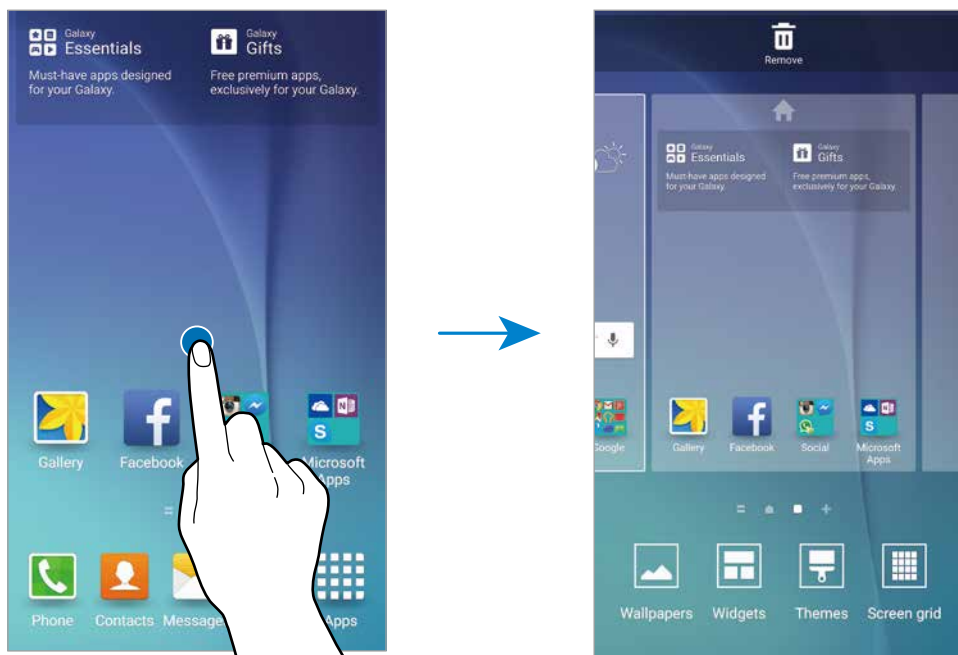 Galaxy
Essentials
Must-have apps designed
for your Galaxy.
Galaxy
Gifts
Free premium apps,
exclusively for your Galaxy.
Gallery
Facebook
Microsoft
Apps
Phone
Contacts
Message
Apps
Remove
Galaxy
Essentials
Must-have apps designed
for your Galaxy.
Galaxy
Gifts
Free premium apps,
exclusively for your Galaxy.
Google
Gallery
Facebook
Social
Microsoft
Apps
Wallpapers
Widgets
Themes
Screen grid